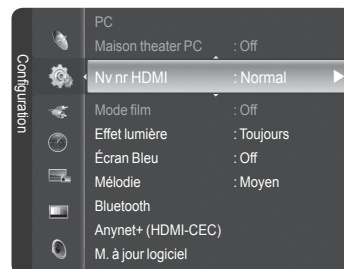 Configuration
PC
Maison theater PC : Off
Nv nr HDMI : Normal
Mode film : Off
Effet lumière : Toujours
Écran Bleu : Off
Mélodie : Moyen
Bluetooth
Anynet+ (HDMI-CEC)
M. à jour logiciel